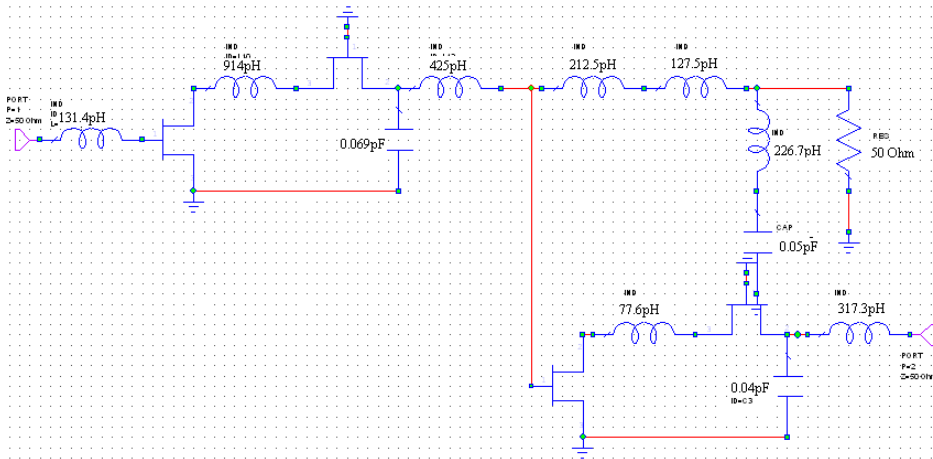 IND
914pH
IND
425pH
IND
212.5pH
IND
127.5pH
PORT
P=1
Z=50 Ohm
IND
ID
L=
131.4pH
0.069pF
IND
226.7pH
RES
50 Ohm
CAP
0.05pF
IND
77.6pH
IND
317.3pH
0.04pF
ID=C3
PORT
P=2
Z=50 Ohm